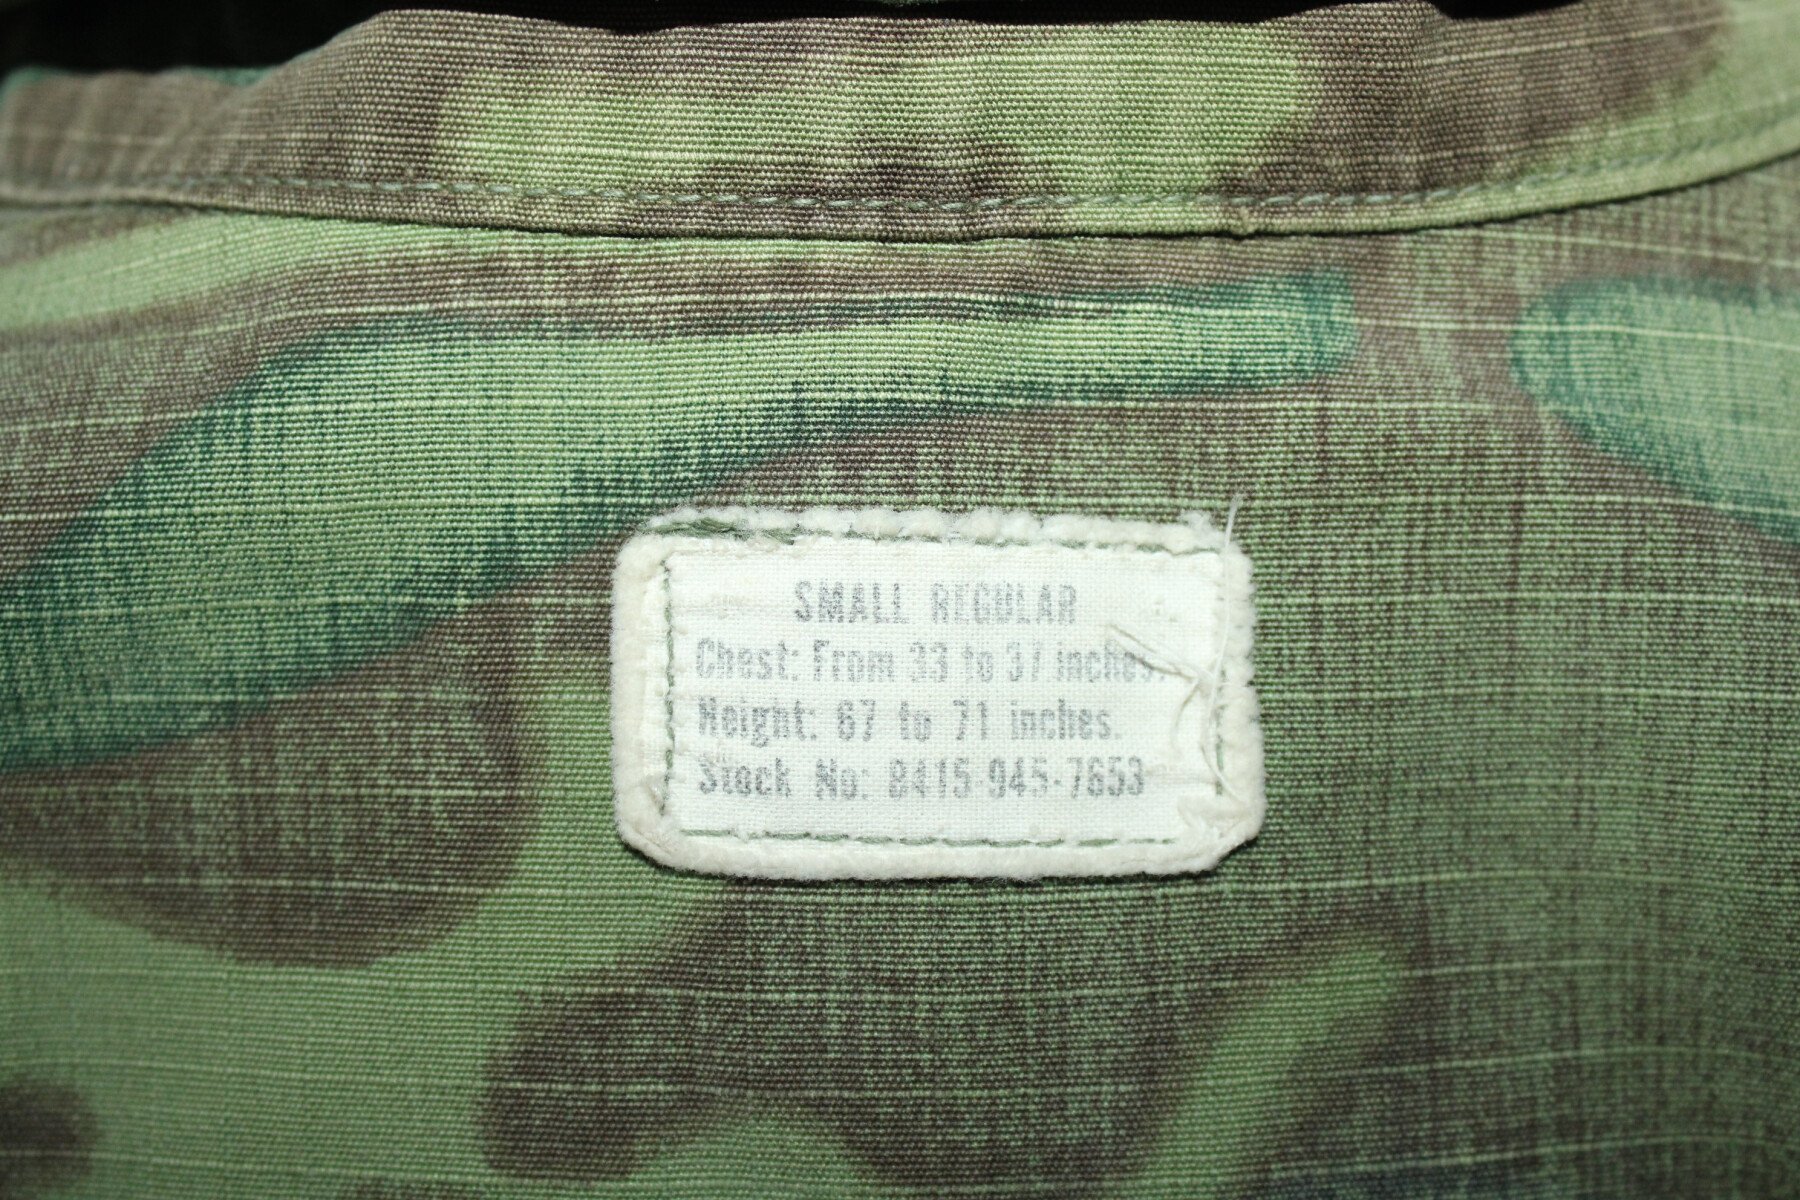 SMALL REGULAR
Chest: From 33 to 37 inches.
Height: 67 to 71 inches.
Stock No: 8415-945-7653